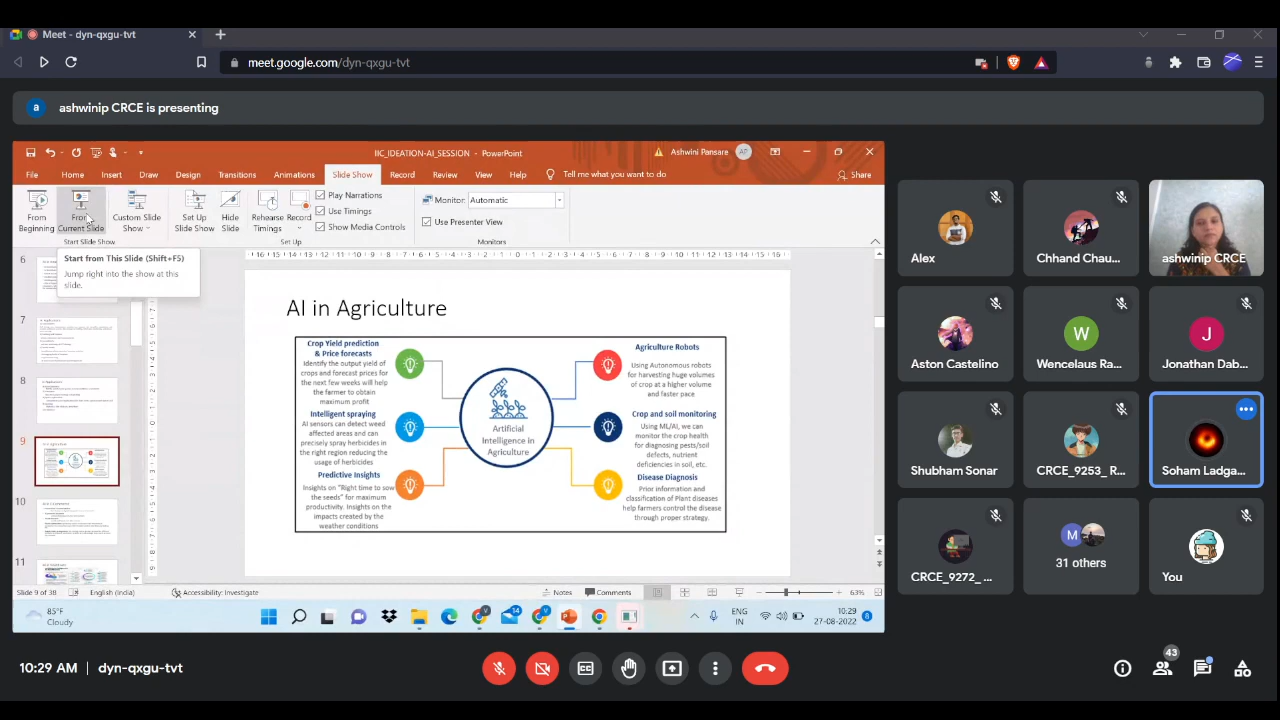 Meet - dyn-qxgu-tvt
meet.google.com/dyn-qxgu-tvt
a
ashwinip CRCE is presenting
IIC_IDEATION-AI_SESSION - PowerPoint
Ashwini Pansare
AP
File Home Insert Draw Design Transitions Animations Slide Show Record Review View Help Tell me what you want to do Share
From Beginning
From Current Slide
Custom Slide Show
Start Slide Show
Set Up Slide Show
Hide Slide
Rehearse Timings
Record
Set Up
Play Narrations
Use Timings
Show Media Controls
Monitor: Automatic
Use Presenter View
Monitors
Start from This Slide (Shift+F5)
Jump right into the show at this
slide.
6
7
8
9
10
11
AI in Agriculture
Crop Yield prediction
& Price forecasts
Identify the output yield of
crops and forecast prices for
the next few weeks will help
the farmer to obtain
maximum profit
Intelligent spraying
AI sensors can detect weed
affected areas and can
precisely spray herbicides in
the right region reducing the
usage of herbicides
Predictive Insights
Insights on "Right time to sow
the seeds" for maximum
productivity. Insights on the
impacts created by the
weather conditions
Artificial
Intelligence in
Agriculture
Agriculture Robots
Using Autonomous robots
for harvesting huge volumes
of crop at a higher volume
and faster pace
Crop and soil monitoring
Using ML/AI, we can
monitor the crop health
for diagnosing pests/soil
defects, nutrient
deficiencies in soil, etc.
Disease Diagnosis
Prior information and
classification of Plant diseases
help farmers control the disease
through proper strategy.
Slide 9 of 38 English (India) Accessibility: Investigate Notes Comments 63%
85°F
Cloudy
14
ENG
IN
10:29
27-08-2022
8
Alex
Chhand Chau...
ashwinip CRCE
Aston Castelino
W
Wenceleus Ra...
J
Jonathan Dab...
Shubham Sonar
CRCE_9258_ R...
Soham Ladga...
CRCE_9272_ ...
M
31 others
You
10:29 AM | dyn-qxgu-tvt
43